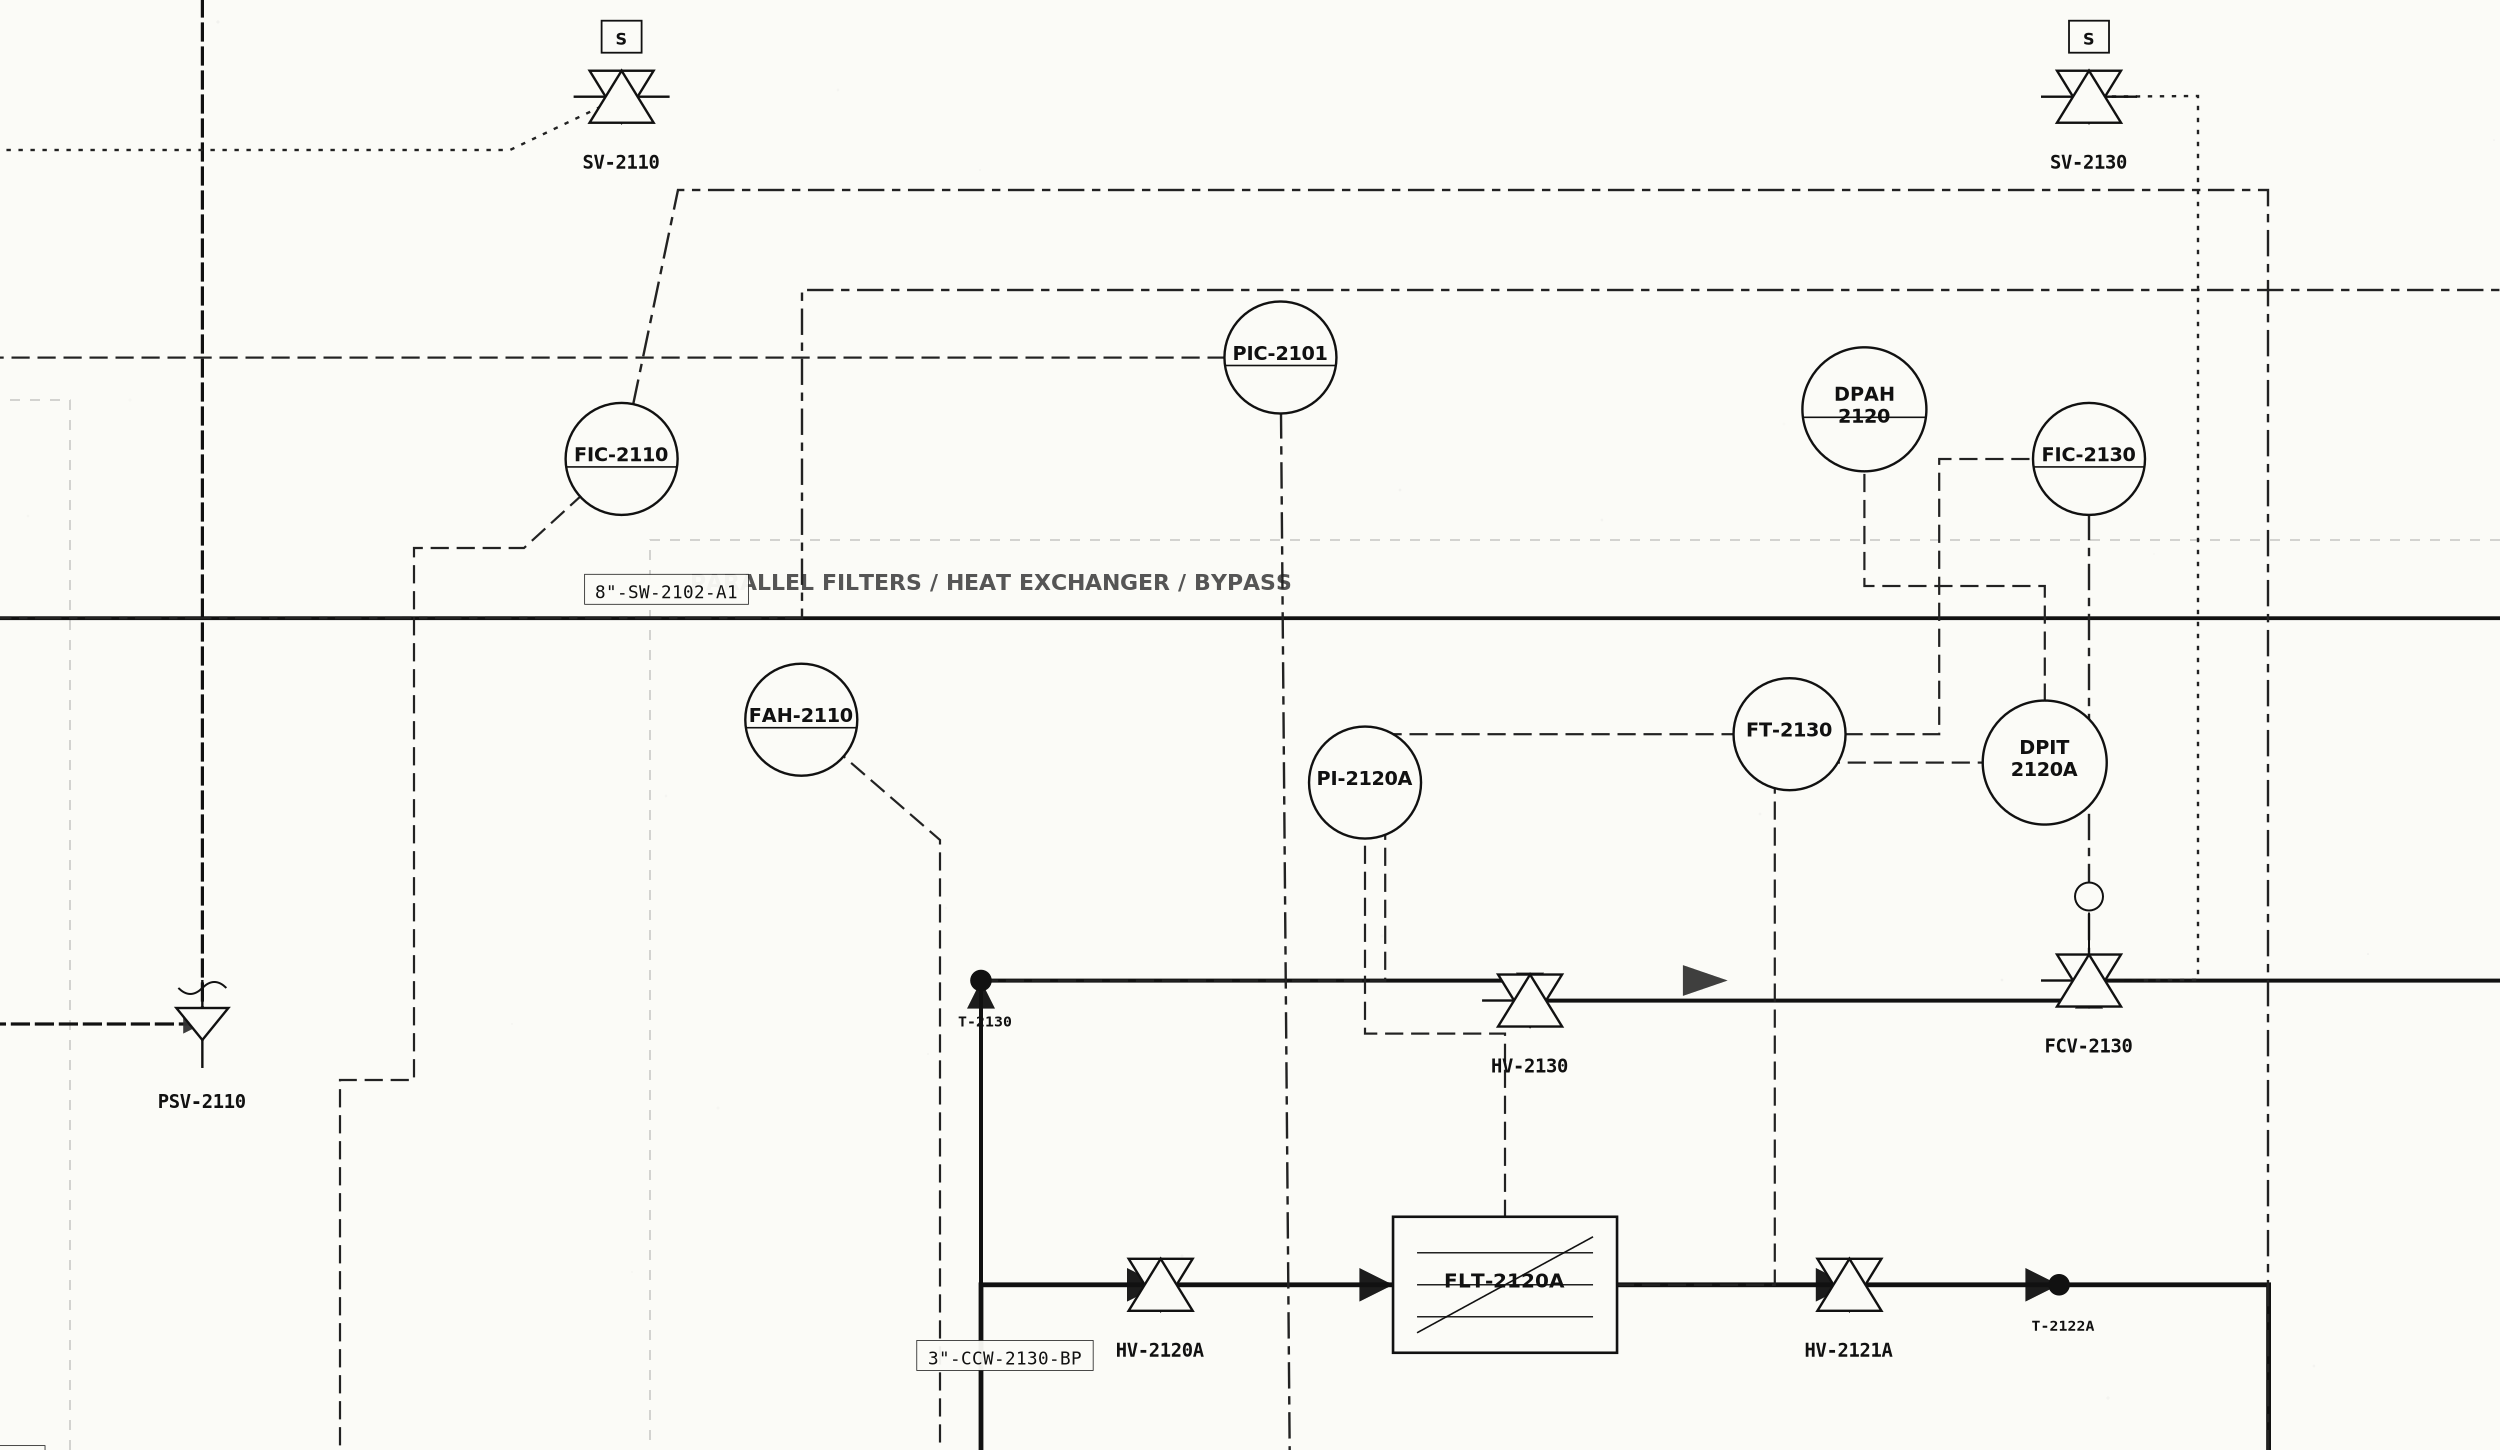 S
S
SV-2110
SV-2130
PIC-2101
DPAH
2120
FIC-2110
FIC-2130
PARALLEL FILTERS / HEAT EXCHANGER / BYPASS
8"-SW-2102-A1
FAH-2110
FT-2130
DPIT
2120A
PI-2120A
T-2130
FCV-2130
HV-2130
PSV-2110
FLT-2120A
T-2122A
HV-2120A
HV-2121A
3"-CCW-2130-BP